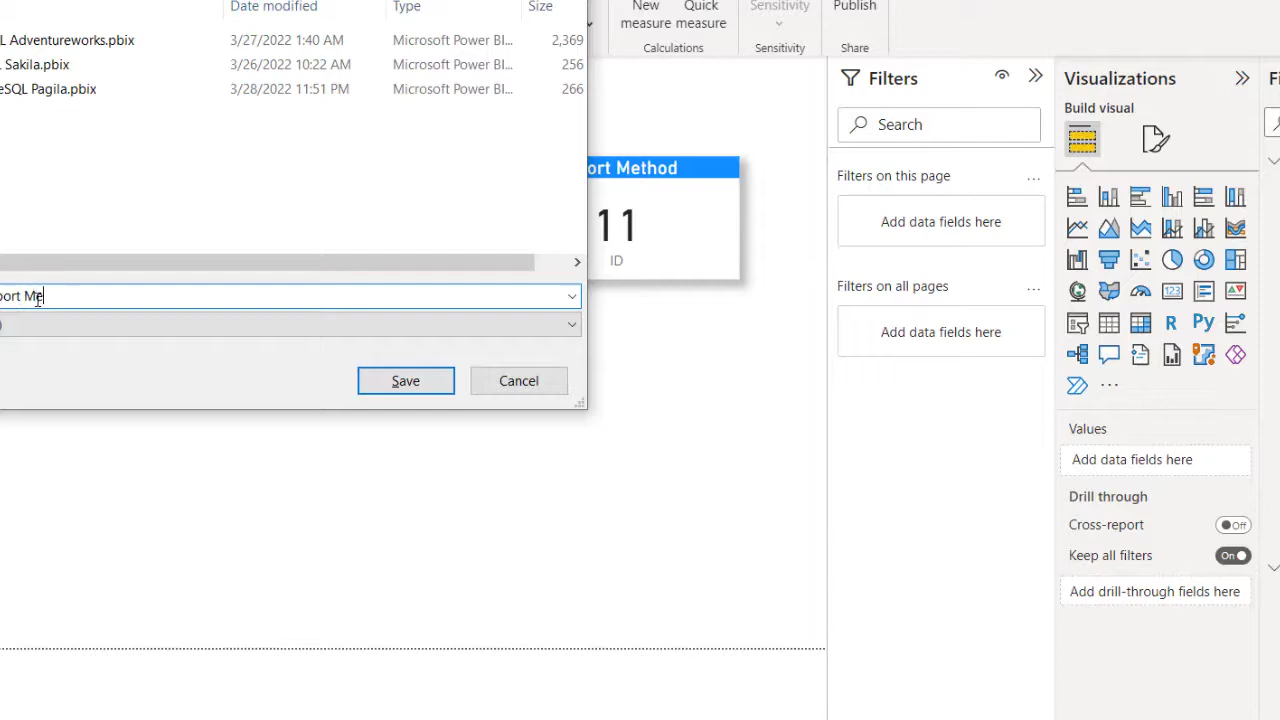 Date modified
Type
Size
L Adventureworks.pbix
3/27/2022 1:40 AM
Microsoft Power BI...
2,369
Sakila.pbix
3/26/2022 10:22 AM
Microsoft Power BI...
256
eSQL Pagila.pbix
3/28/2022 11:51 PM
Microsoft Power BI...
266
port Me
Save
Cancel
ort Method
11
ID
New measure
Quick measure
Calculations
Sensitivity
Sensitivity
Publish
Share
Filters
Search
Filters on this page
...
Add data fields here
Filters on all pages
...
Add data fields here
Visualizations
Build visual
123
R
Py
...
Values
Add data fields here
Drill through
Cross-report
Off
Keep all filters
On
Add drill-through fields here
Fi